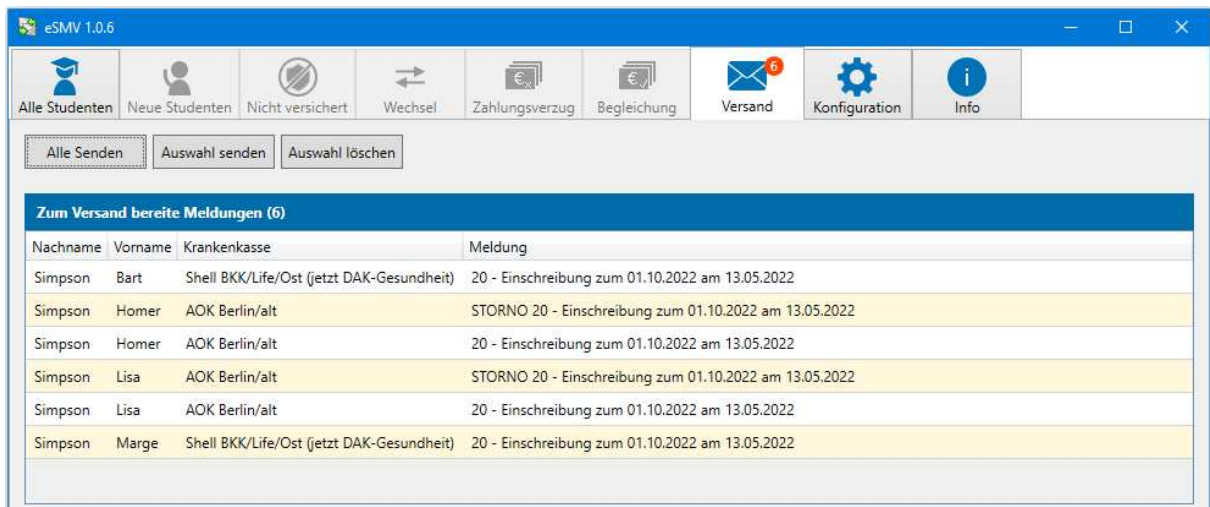 eSMV 1.0.6
Alle Studenten Neue Studenten Nicht versichert Wechsel Zahlungsverzug Begleichung Versand 6 Konfiguration Info
Alle Senden Auswahl senden Auswahl löschen
Zum Versand bereite Meldungen (6)
Nachname Vorname Krankenkasse Meldung
Simpson Bart Shell BKK/Life/Ost (jetzt DAK-Gesundheit) 20 - Einschreibung zum 01.10.2022 am 13.05.2022
Simpson Homer AOK Berlin/alt STORNO 20 - Einschreibung zum 01.10.2022 am 13.05.2022
Simpson Homer AOK Berlin/alt 20 - Einschreibung zum 01.10.2022 am 13.05.2022
Simpson Lisa AOK Berlin/alt STORNO 20 - Einschreibung zum 01.10.2022 am 13.05.2022
Simpson Lisa AOK Berlin/alt 20 - Einschreibung zum 01.10.2022 am 13.05.2022
Simpson Marge Shell BKK/Life/Ost (jetzt DAK-Gesundheit) 20 - Einschreibung zum 01.10.2022 am 13.05.2022